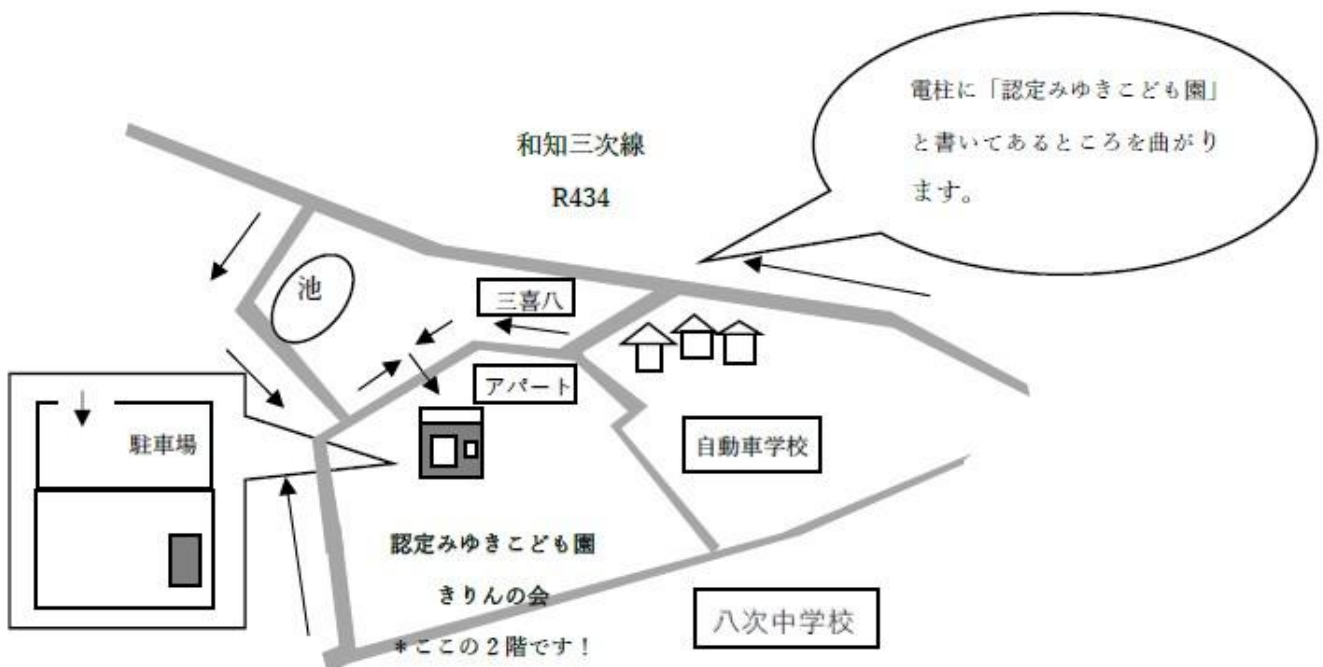 電柱に「認定みゆきこども園」
と書いてあるところを曲がり
ます。
和知三次線
R434
池
三喜八
アパート
駐車場
自動車学校
認定みゆきこども園
きりんの会
*ここの2階です!
八次中学校